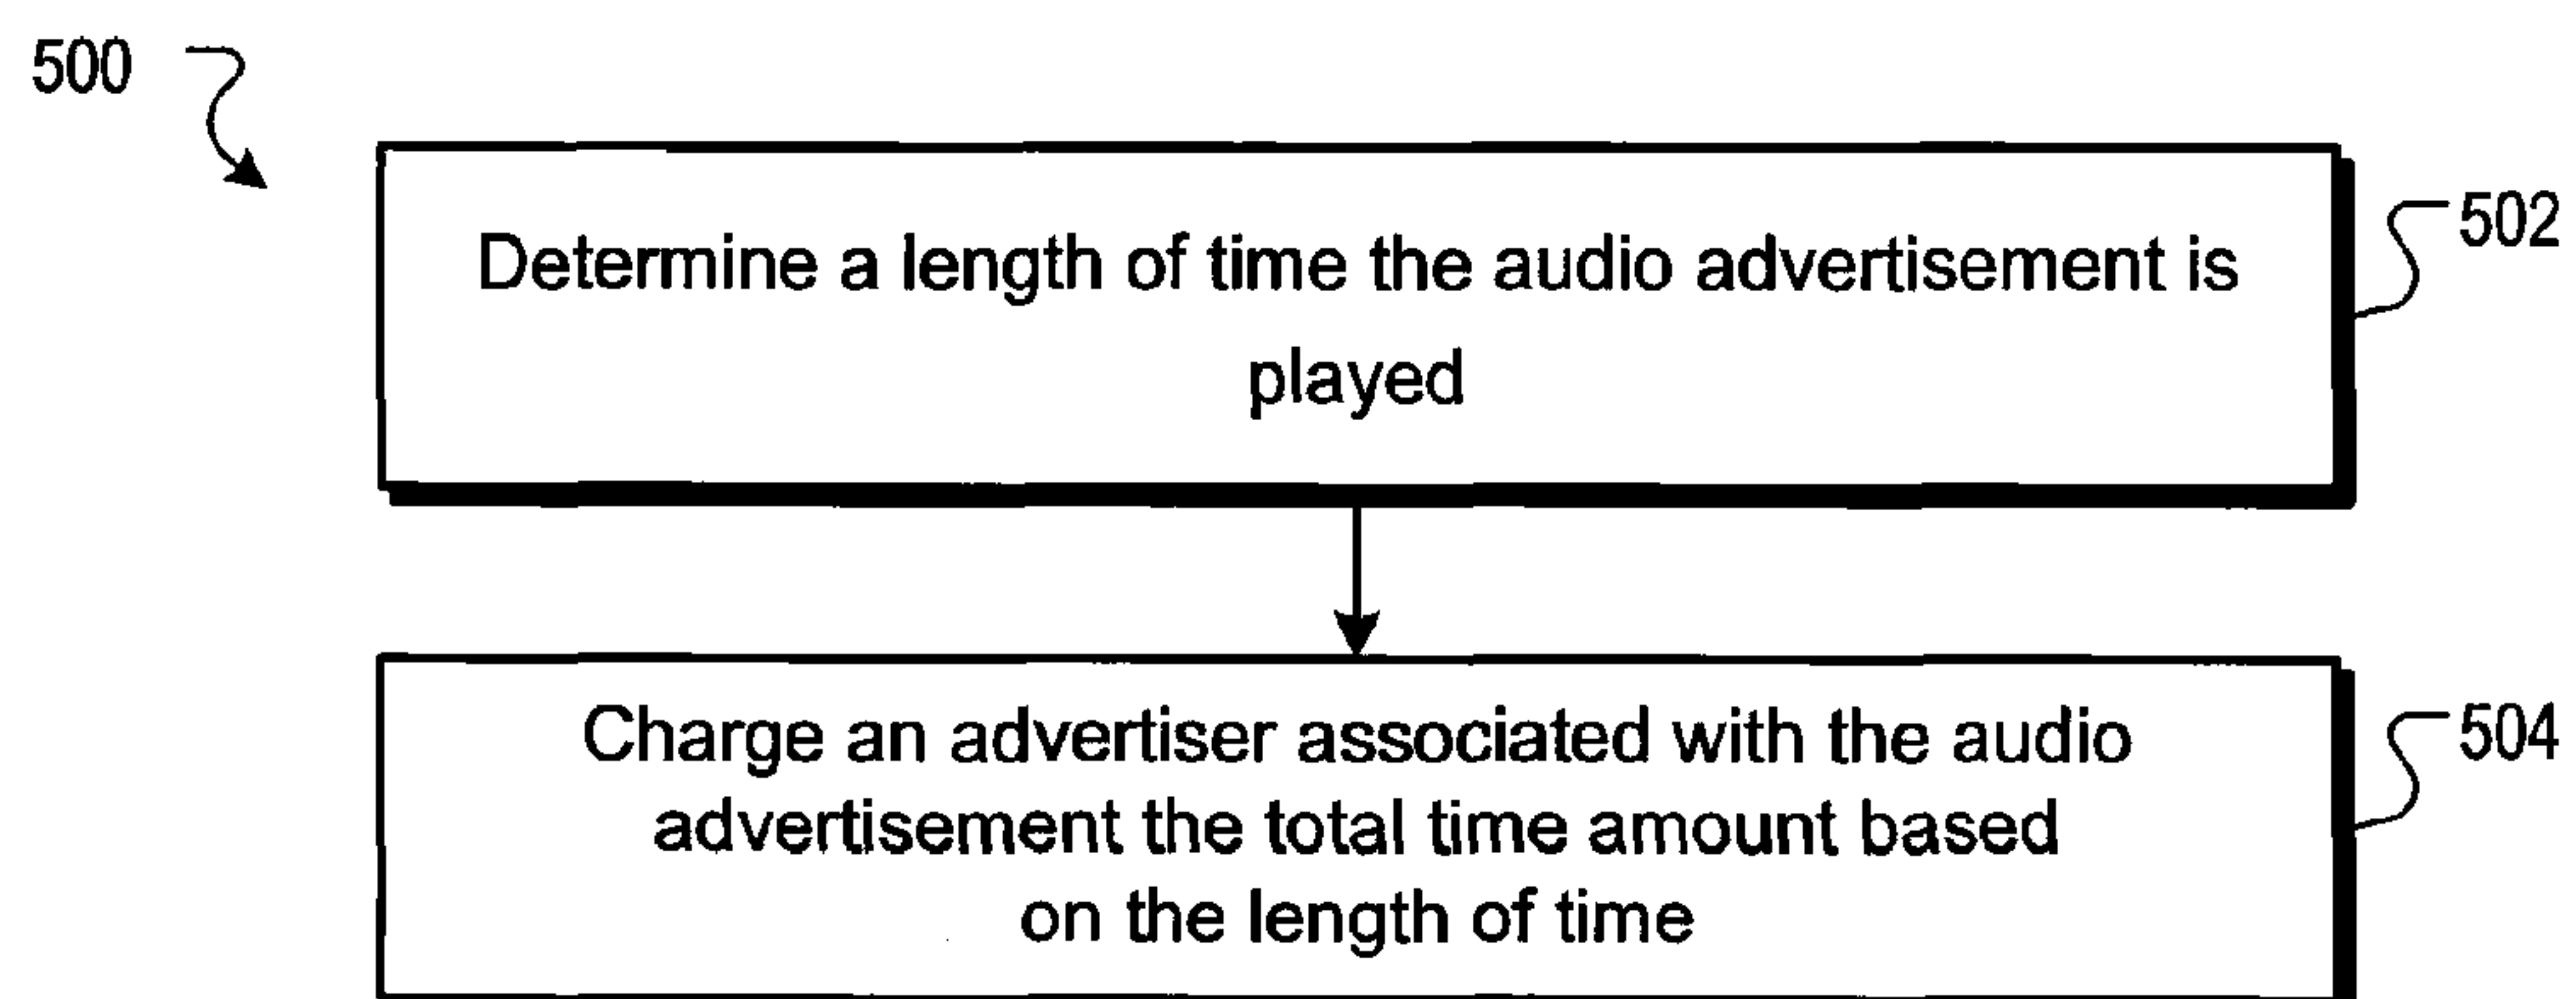 500
Determine a length of time the audio advertisement is
played
502
Charge an advertiser associated with the audio
advertisement the total time amount based
on the length of time
504